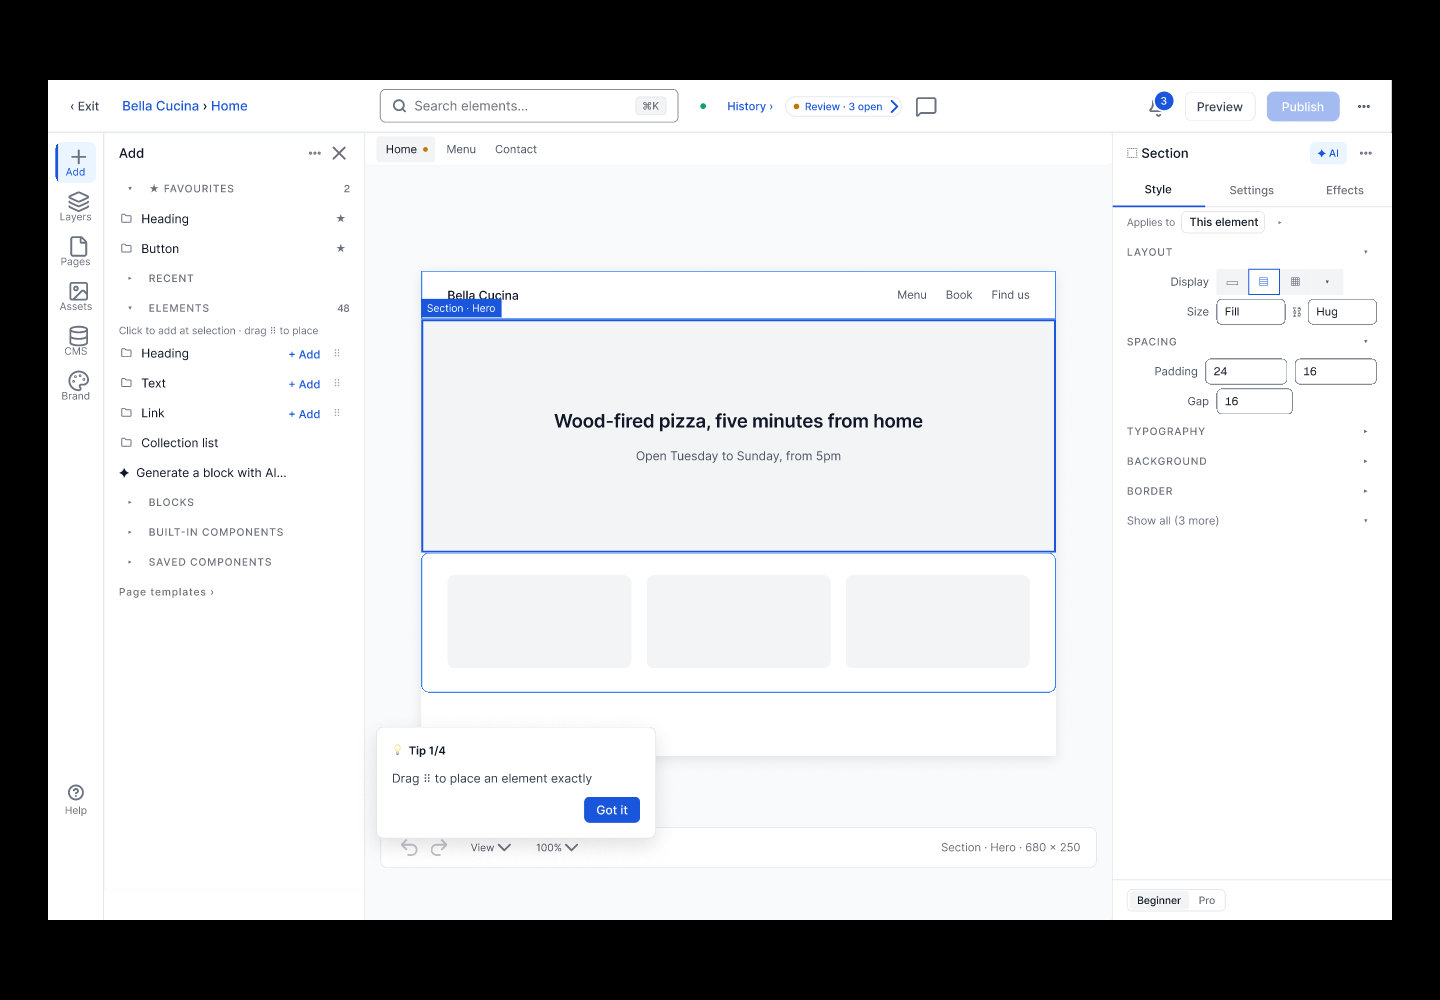 ‹ Exit
Bella Cucina › Home
Search elements...
⌘K
History ›
Review · 3 open
3
Preview
Publish
Add
Layers
Pages
Assets
CMS
Brand
Help
Add
★ FAVOURITES 2
Heading ★
Button ★
RECENT
ELEMENTS 48
Click to add at selection · drag ⠿ to place
Heading + Add
Text + Add
Link + Add
Collection list
Generate a block with AI...
BLOCKS
BUILT-IN COMPONENTS
SAVED COMPONENTS
Page templates ›
Home Menu Contact
Bella Cucina
Menu Book Find us
Section · Hero
Wood-fired pizza, five minutes from home
Open Tuesday to Sunday, from 5pm
Tip 1/4
Drag ⠿ to place an element exactly
Got it
View
100%
Section · Hero · 680 × 250
Section
AI
Style Settings Effects
Applies to This element
LAYOUT
Display
Size Fill Hug
SPACING
Padding 24 16
Gap 16
TYPOGRAPHY
BACKGROUND
BORDER
Show all (3 more)
Beginner Pro